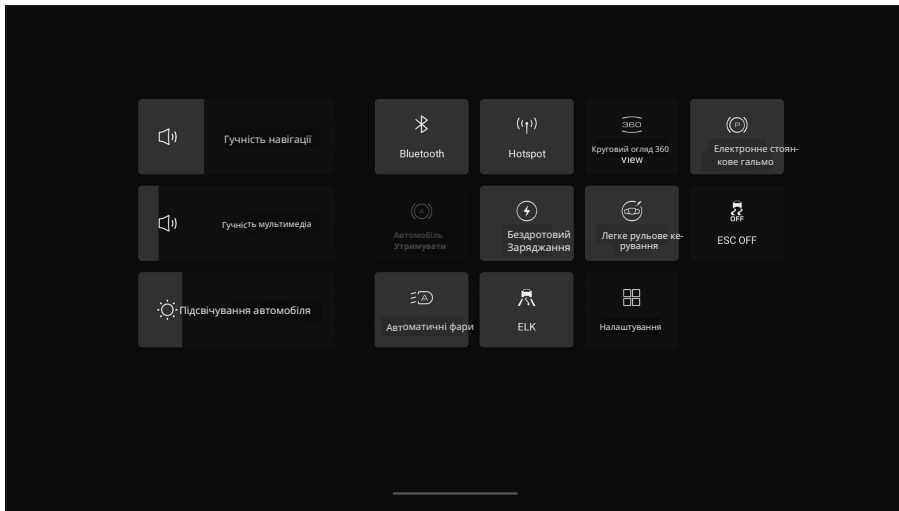 Гучність навігації
Bluetooth
Hotspot
360
Круговий огляд 360
View
P
Електронне стоян-
кове гальмо
Гучність мультимедіа
A
Автомобіль
Утримувати
Бездротовий
Заряджання
Легке рульове ке-
рування
OFF
ESC OFF
Підсвічування автомобіля
A
Автоматичні фари
ELK
Налаштування